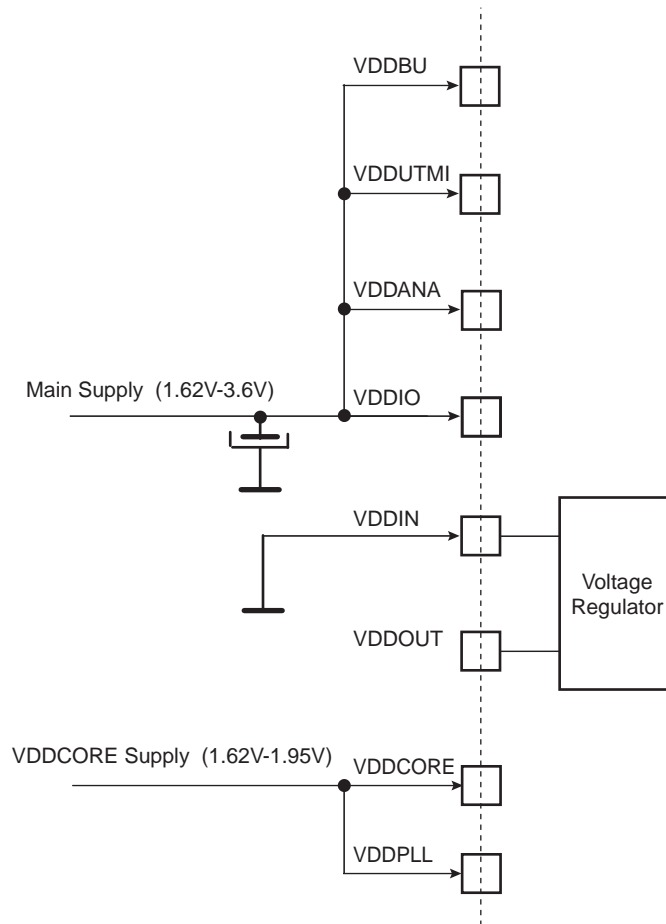 VDDBU
VDDUTMI
VDDANA
Main Supply (1.62V-3.6V)
VDDIO
VDDIN
Voltage
Regulator
VDDOUT
VDDCORE Supply (1.62V-1.95V)
VDDCORE
VDDPLL